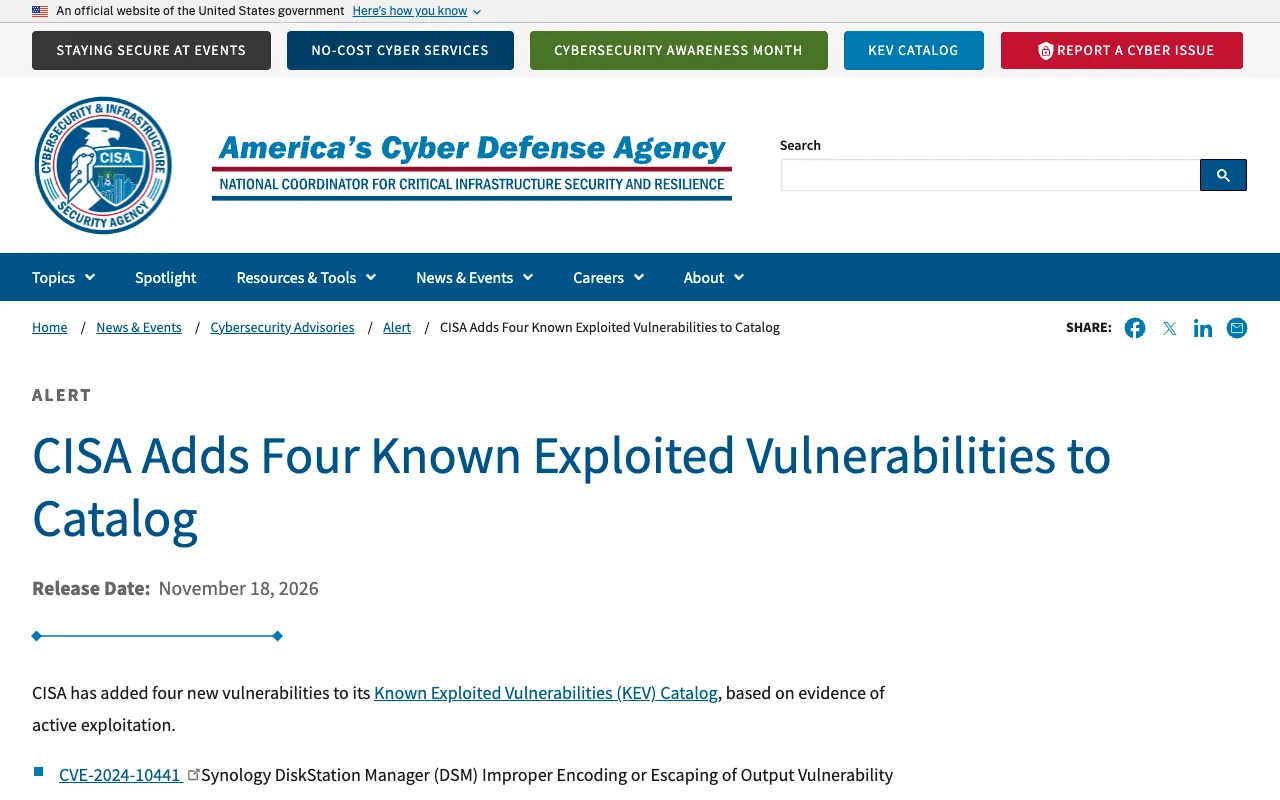 An official website of the United States government Here's how you know
STAYING SECURE AT EVENTS NO-COST CYBER SERVICES CYBERSECURITY AWARENESS MONTH KEV CATALOG REPORT A CYBER ISSUE
CYBERSECURITY & INFRASTRUCTURE
SECURITY AGENCY
CISA
America's Cyber Defense Agency
NATIONAL COORDINATOR FOR CRITICAL INFRASTRUCTURE SECURITY AND RESILIENCE
Search
Topics Spotlight Resources & Tools News & Events Careers About
Home / News & Events / Cybersecurity Advisories / Alert / CISA Adds Four Known Exploited Vulnerabilities to Catalog SHARE:
ALERT
CISA Adds Four Known Exploited Vulnerabilities to
Catalog
Release Date: November 18, 2026
CISA has added four new vulnerabilities to its Known Exploited Vulnerabilities (KEV) Catalog, based on evidence of
active exploitation.
CVE-2024-10441 Synology DiskStation Manager (DSM) Improper Encoding or Escaping of Output Vulnerability